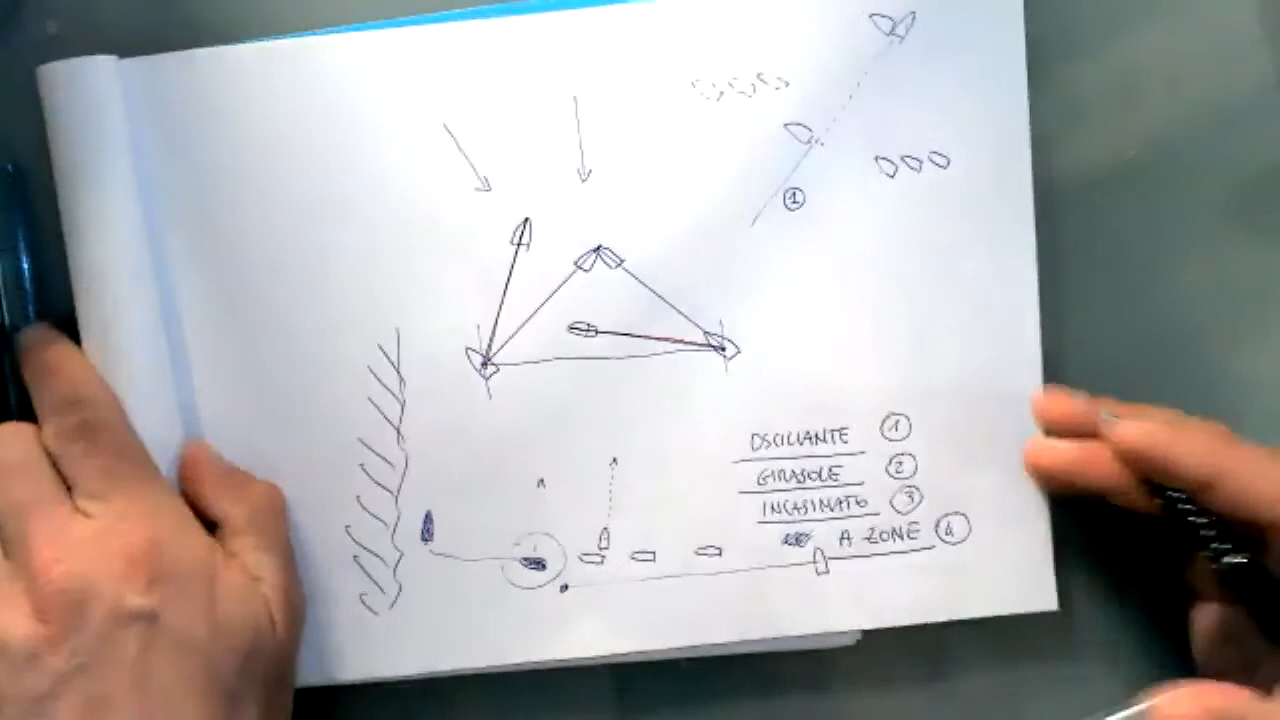 1
OSCILLANTE 1
GIRASOLE 2
INCASINATO 3
A ZONE 4